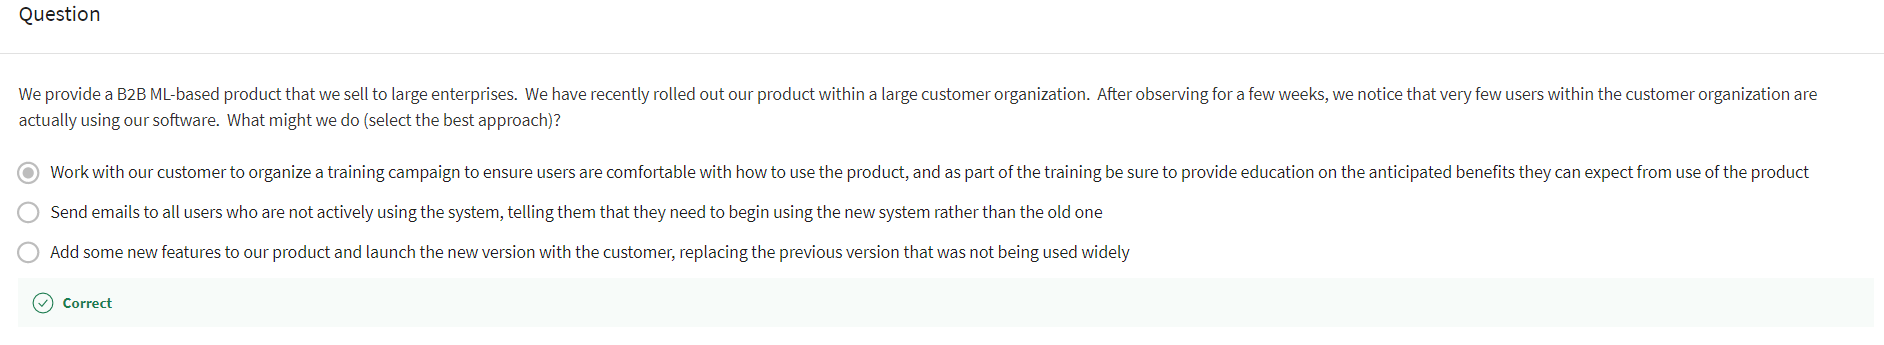 Question
We provide a B2B ML-based product that we sell to large enterprises.  We have recently rolled out our product within a large customer organization.  After observing for a few weeks, we notice that very few users within the customer organization are
actually using our software.  What might we do (select the best approach)?
Work with our customer to organize a training campaign to ensure users are comfortable with how to use the product, and as part of the training be sure to provide education on the anticipated benefits they can expect from use of the product
Send emails to all users who are not actively using the system, telling them that they need to begin using the new system rather than the old one
Add some new features to our product and launch the new version with the customer, replacing the previous version that was not being used widely
Correct